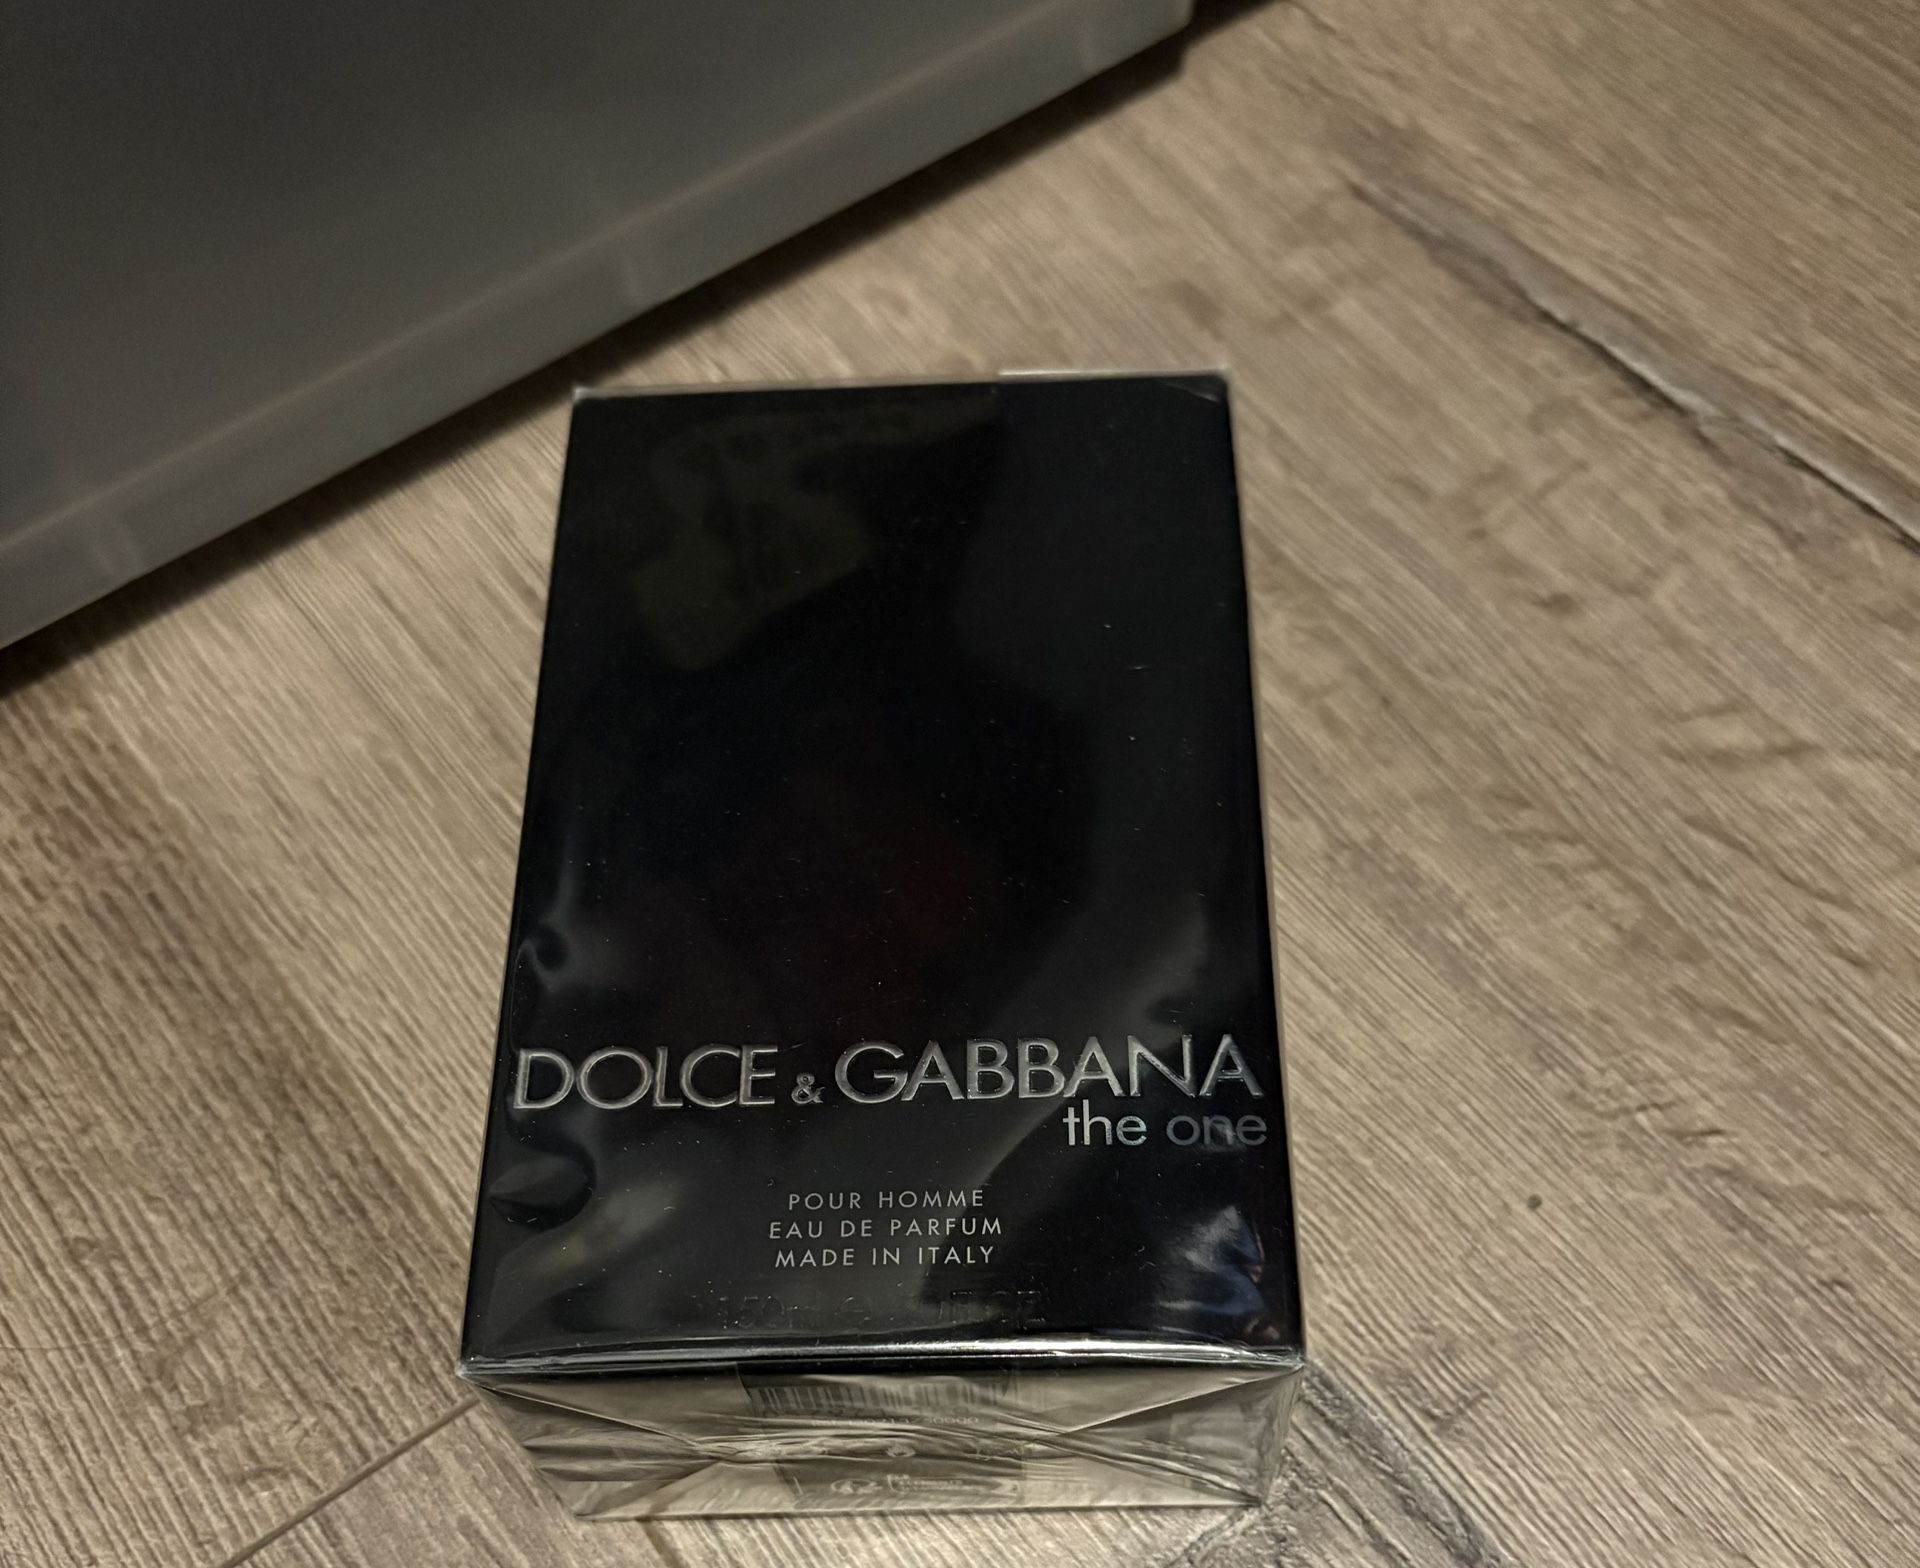 DOLCE & GABBANA
the one
POUR HOMME
EAU DE PARFUM
MADE IN ITALY